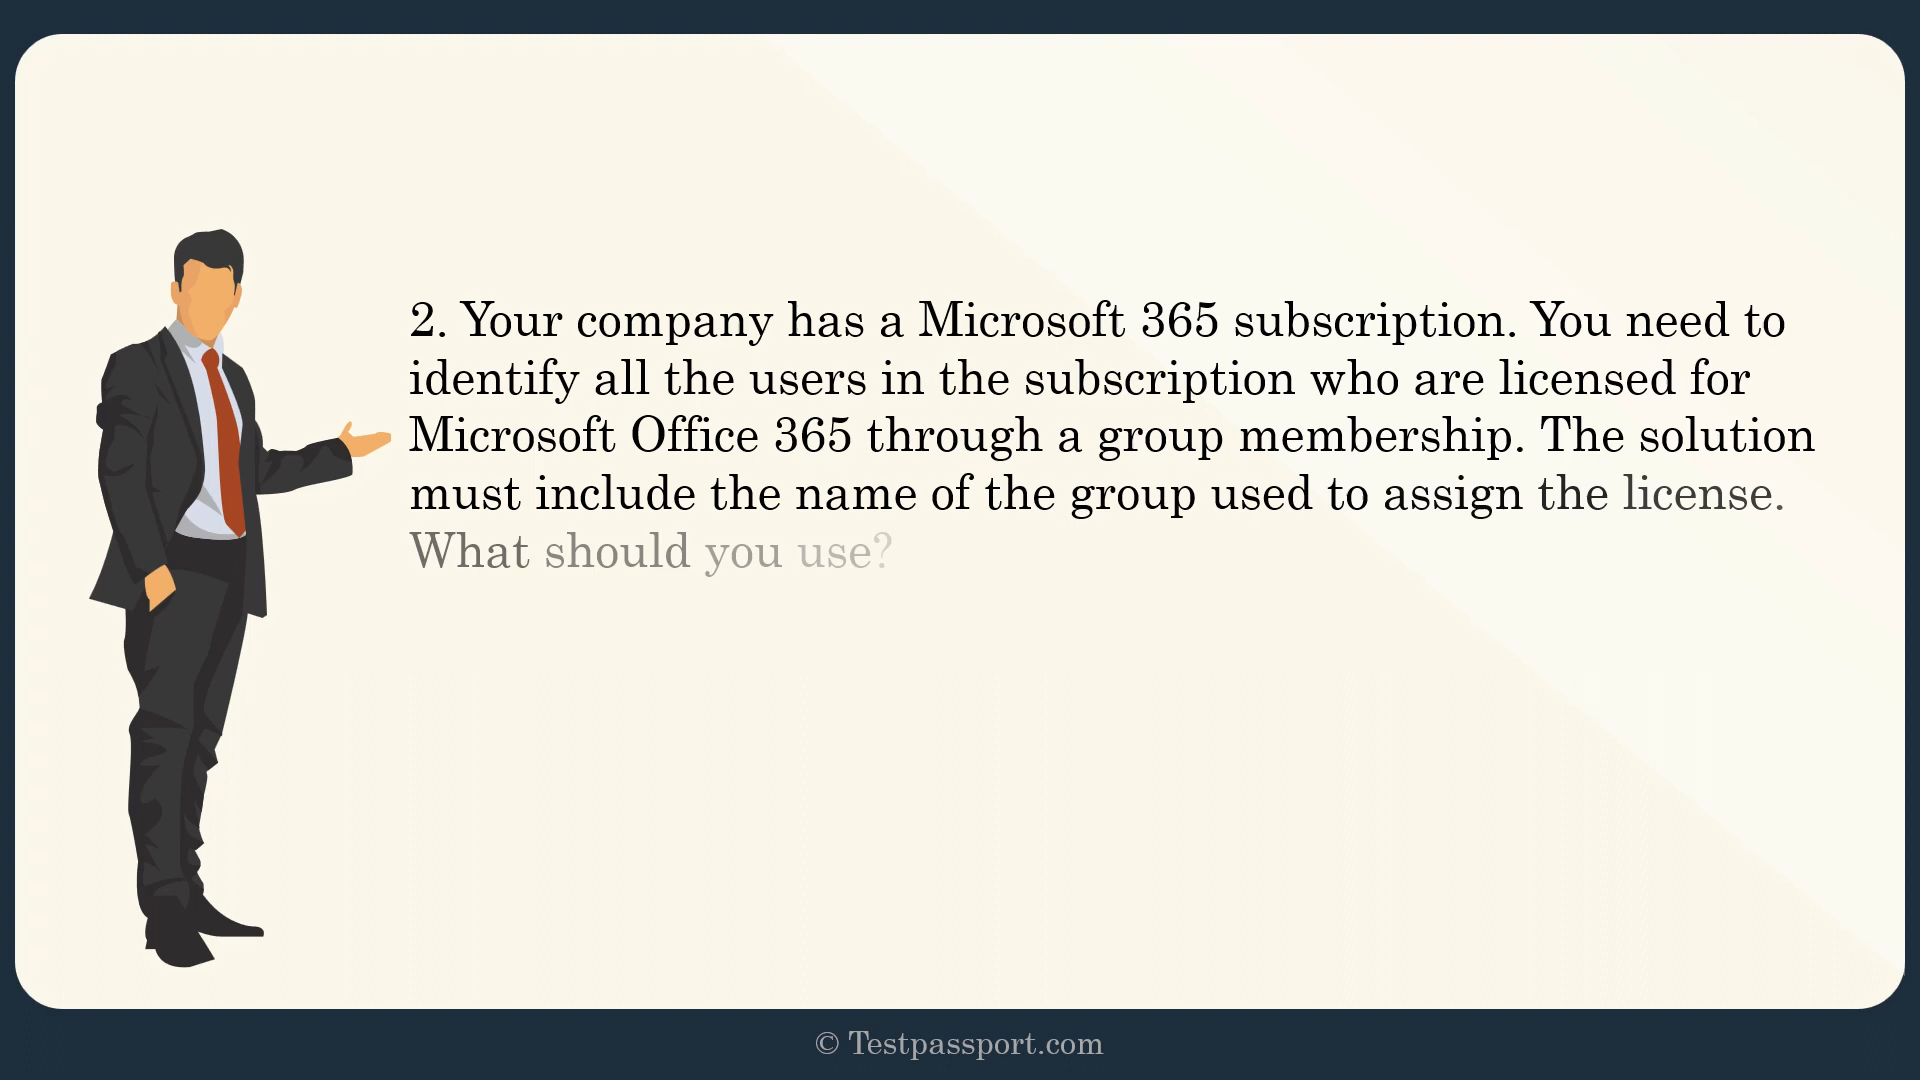 2. Your company has a Microsoft 365 subscription. You need to
identify all the users in the subscription who are licensed for
Microsoft Office 365 through a group membership. The solution
must include the name of the group used to assign the license.
What should you use?
© Testpassport.com